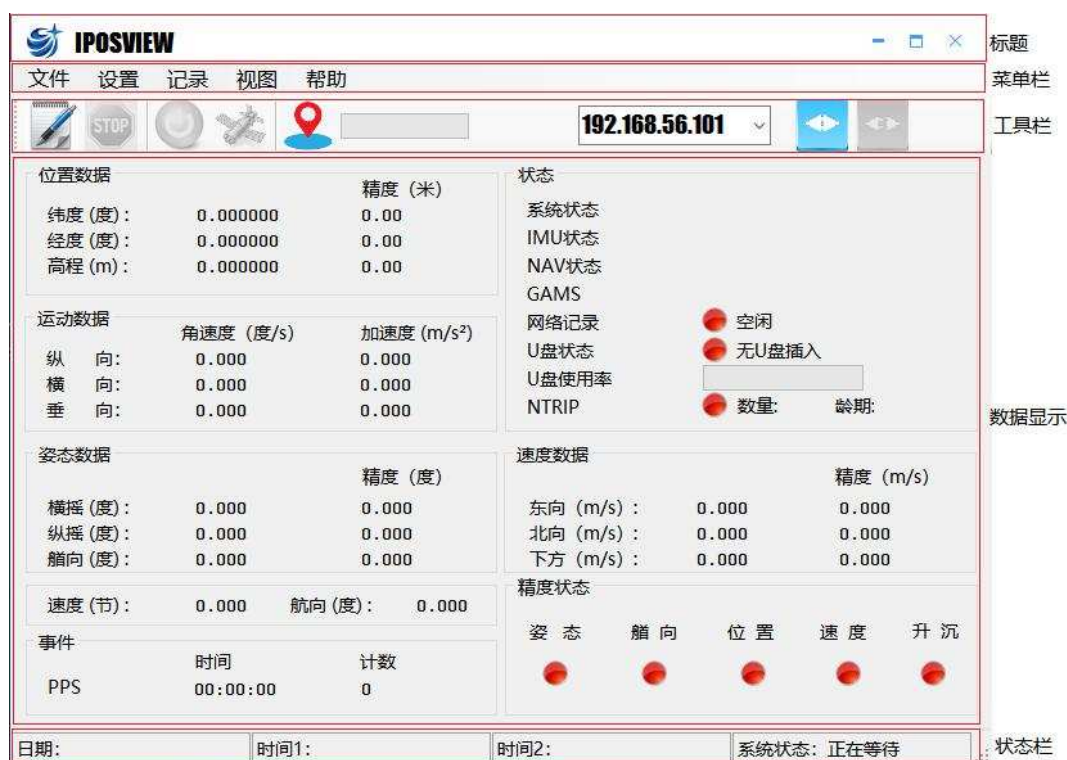 IPOSVIEW
标题
文件 设置 记录 视图 帮助
菜单栏
STOP
192.168.56.101
工具栏
位置数据
精度 (米)
纬度 (度) : 0.000000 0.00
经度 (度) : 0.000000 0.00
高程 (m) : 0.000000 0.00
运动数据
角速度 (度/s) 加速度 (m/s²)
纵 向: 0.000 0.000
横 向: 0.000 0.000
垂 向: 0.000 0.000
姿态数据
精度 (度)
横摇 (度) : 0.000 0.000
纵摇 (度) : 0.000 0.000
艏向 (度) : 0.000 0.000
速度 (节) : 0.000 航向 (度) : 0.000
事件
时间 计数
PPS 00:00:00 0
状态
系统状态
IMU状态
NAV状态
GAMS
网络记录 空闲
U盘状态 无U盘插入
U盘使用率
NTRIP 数量: 龄期:
速度数据
精度 (m/s)
东向 (m/s) : 0.000 0.000
北向 (m/s) : 0.000 0.000
下方 (m/s) : 0.000 0.000
精度状态
姿 态 艏 向 位 置 速 度 升 沉
数据显示
日期: 时间1: 时间2: 系统状态: 正在等待
状态栏